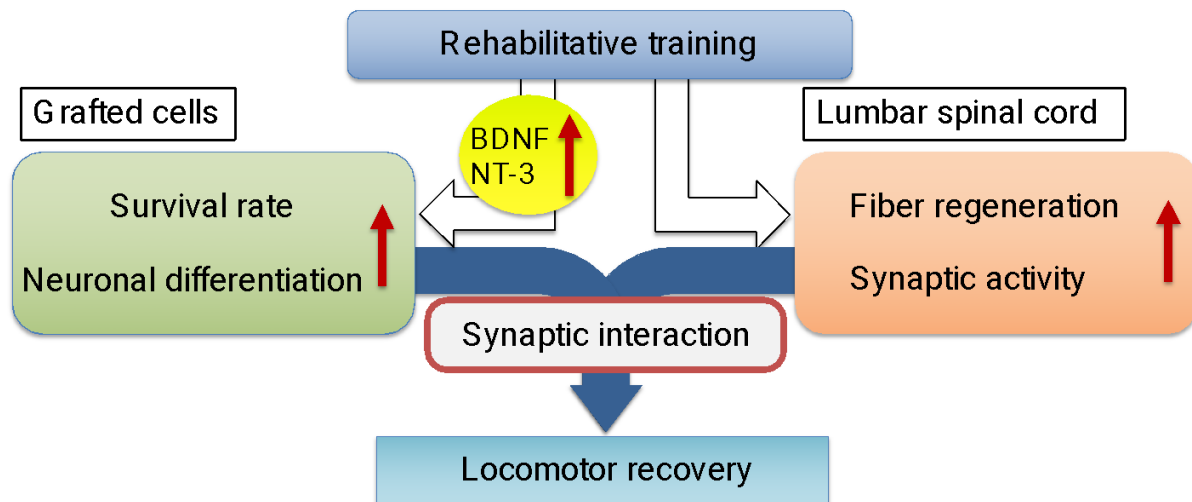 Rehabilitative training
Grafted cells
BDNF
NT-3
Lumbar spinal cord
Survival rate
Neuronal differentiation
Fiber regeneration
Synaptic activity
Synaptic interaction
Locomotor recovery